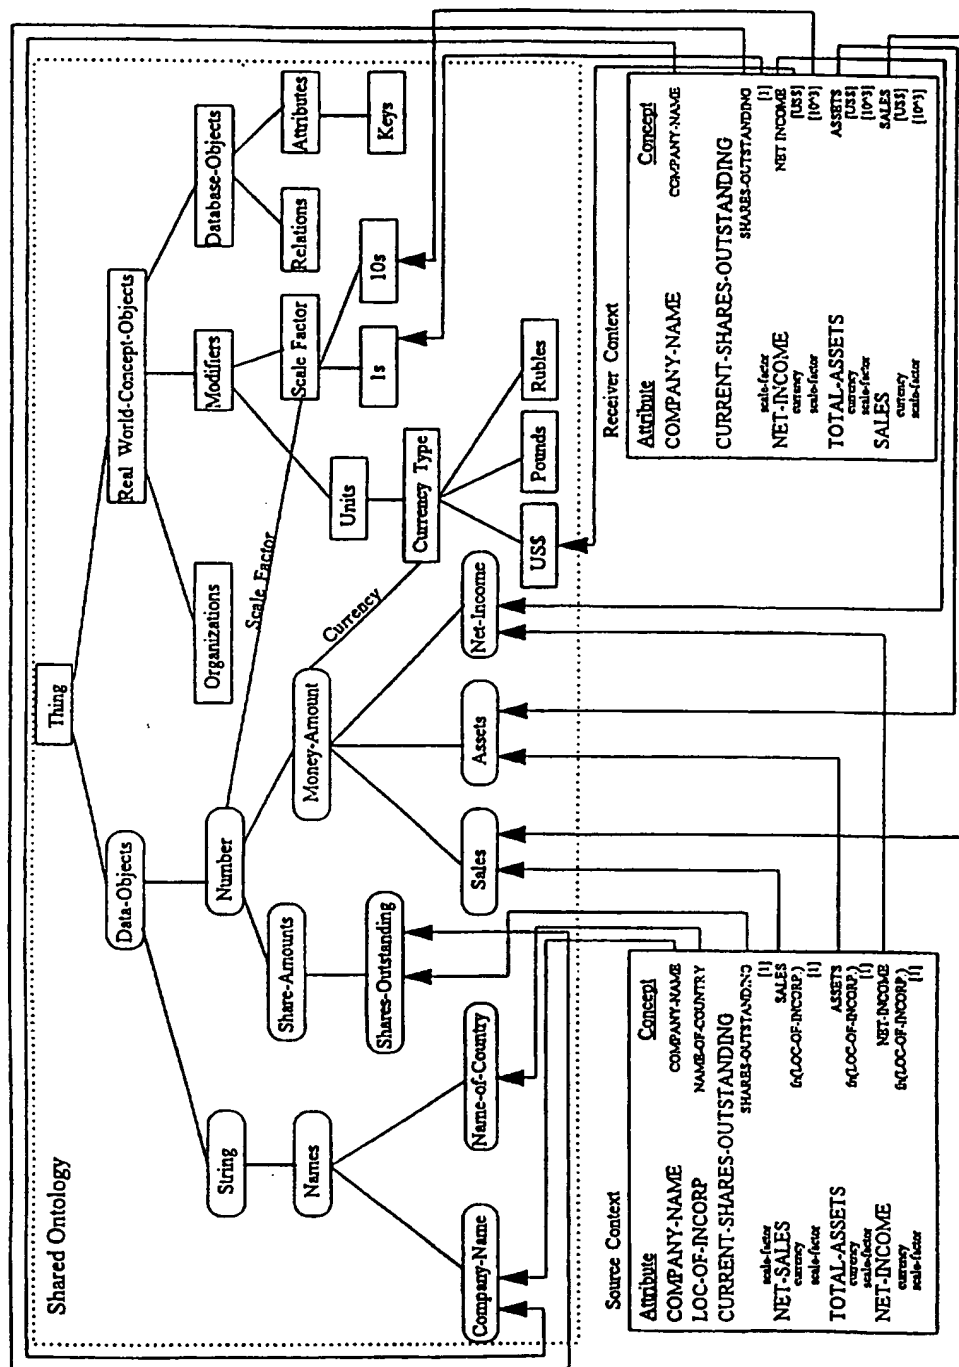 Shared Ontology
Thing
Data-Objects
Real World-Concept-Objects
String
Number
Organizations
Modifiers
Database-Objects
Scale Factor
Names
Share-Amounts
Money-Amount
Units
Scale Factor
Relations
Attributes
Currency
Shares-Outstanding
Currency Type
1s
10s
Keys
Company-Name
Name-of-Country
Sales
Assets
Net-Income
US$
Pounds
Rubles
Source Context
Attribute Concept
COMPANY-NAME COMPANY-NAME
LOC-OF-INCORP NAME-OF-COUNTRY
CURRENT-SHARES-OUTSTANDING
SHARES-OUTSTANDING
scale-factor [1]
NET-SALES SALES
currency fn(LOC-OF-INCORP.)
scale-factor [1]
TOTAL-ASSETS ASSETS
currency fn(LOC-OF-INCORP.)
scale-factor [1]
NET-INCOME NET-INCOME
currency fn(LOC-OF-INCORP.)
scale-factor [1]
Receiver Context
Attribute Concept
COMPANY-NAME COMPANY-NAME
CURRENT-SHARES-OUTSTANDING
SHARES-OUTSTANDING
scale-factor [1]
NET-INCOME NET INCOME
currency [US$]
scale-factor [10^3]
TOTAL-ASSETS ASSETS
currency [US$]
scale-factor [10^3]
SALES SALES
currency [US$]
scale-factor [10^3]